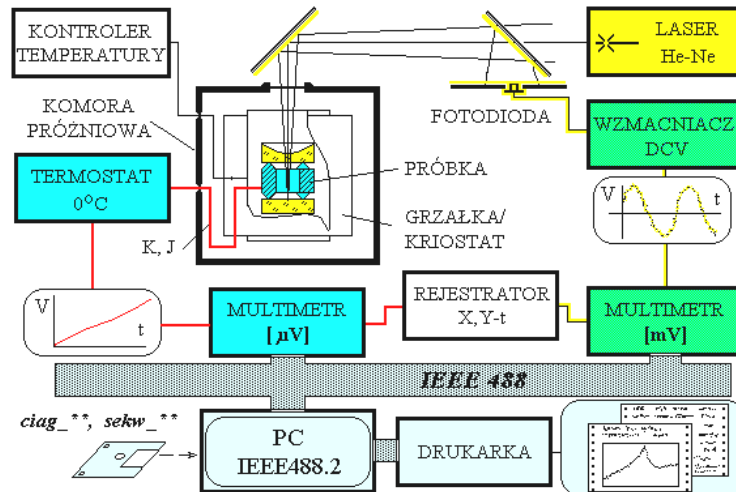 KONTROLER
TEMPERATURY
LASER
He-Ne
KOMORA
PRÓŻNIOWA
FOTODIODA
WZMACNIACZ
DCV
TERMOSTAT
0°C
PRÓBKA
V
t
GRZAŁKA/
KRIOSTAT
K, J
V
t
MULTIMETR
[µV]
REJESTRATOR
X, Y-t
MULTIMETR
[mV]
IEEE 488
ciag_**, sekw_**
PC
IEEE488.2
DRUKARKA